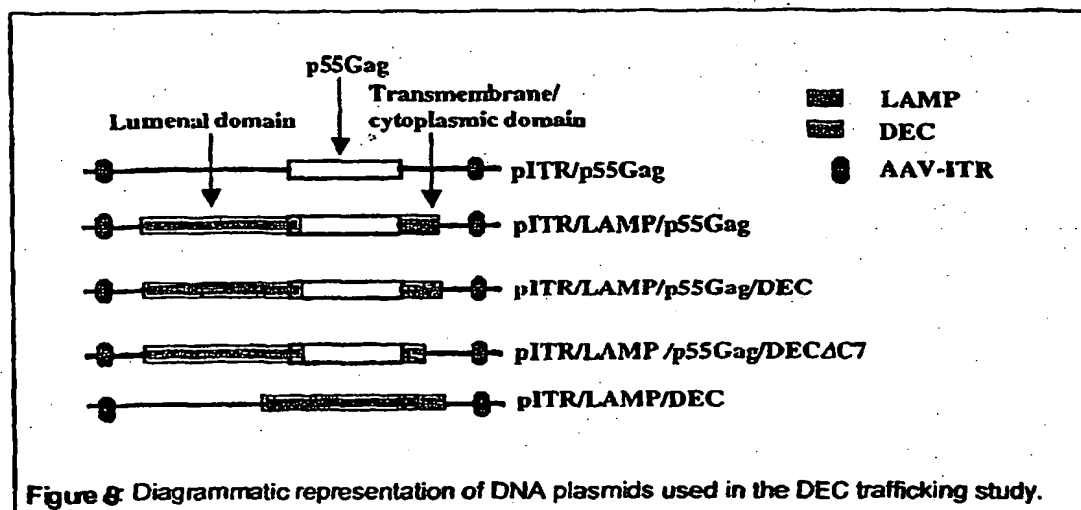 p55Gag
Transmembrane/
cytoplasmic domain
Lumenal domain
LAMP
DEC
AAV-ITR
pITR/p55Gag
pITR/LAMP/p55Gag
pITR/LAMP/p55Gag/DEC
pITR/LAMP /p55Gag/DECΔC7
pITR/LAMP/DEC
Figure 8: Diagrammatic representation of DNA plasmids used in the DEC trafficking study.